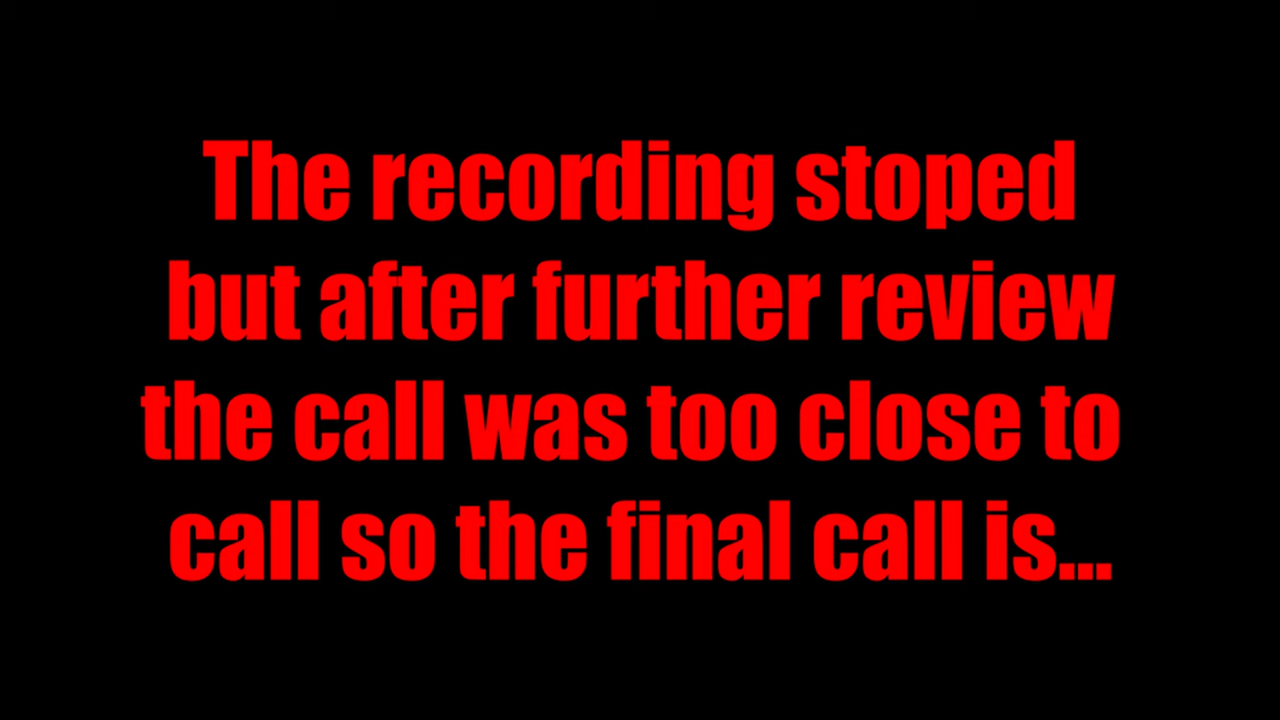 The recording stoped
but after further review
the call was too close to
call so the final call is...